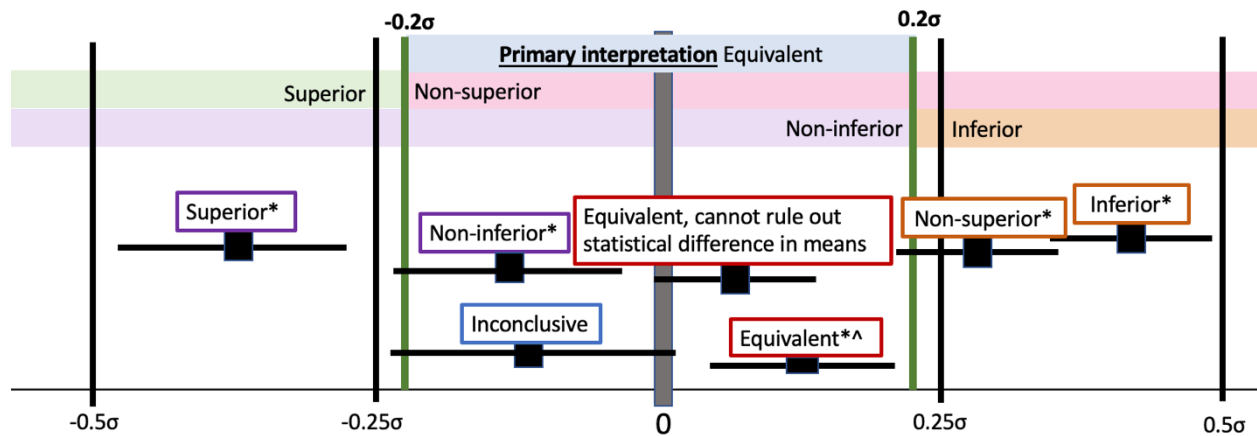 -0.2σ
0.2σ
Primary interpretation Equivalent
Superior
Non-superior
Non-inferior
Inferior
Superior*
Non-inferior*
Equivalent, cannot rule out
statistical difference in means
Non-superior*
Inferior*
Inconclusive
Equivalent*^
-0.5σ
-0.25σ
0
0.25σ
0.5σ